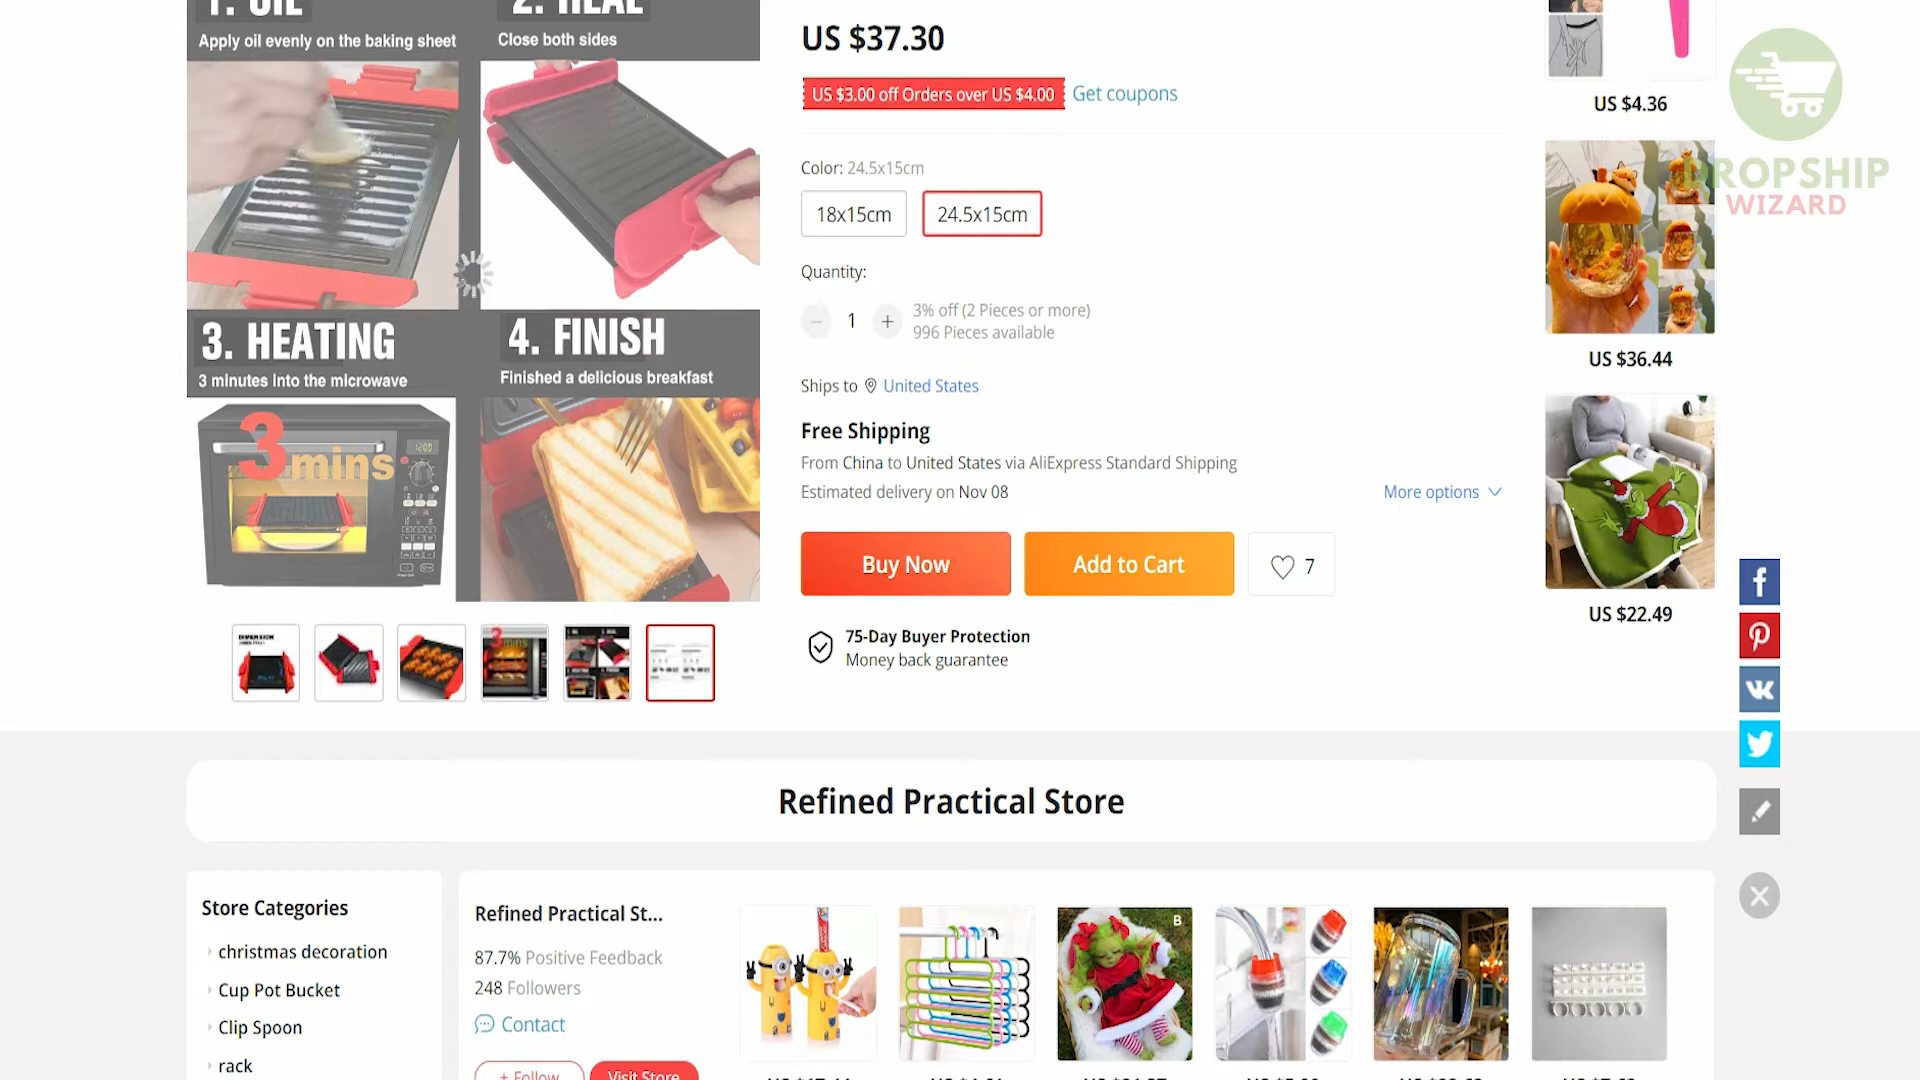 1. OIL
Apply oil evenly on the baking sheet
2. HEAL
Close both sides
3. HEATING
3 minutes into the microwave
4. FINISH
Finished a delicious breakfast
3mins
US $37.30
US $3.00 off Orders over US $4.00
Get coupons
Color: 24.5x15cm
18x15cm
24.5x15cm
Quantity:
1
3% off (2 Pieces or more)
996 Pieces available
Ships to United States
Free Shipping
From China to United States via AliExpress Standard Shipping
Estimated delivery on Nov 08
More options
Buy Now
Add to Cart
7
75-Day Buyer Protection
Money back guarantee
US $4.36
US $36.44
US $22.49
DROPSHIP
WIZARD
Refined Practical Store
Store Categories
christmas decoration
Cup Pot Bucket
Clip Spoon
rack
Refined Practical St...
87.7% Positive Feedback
248 Followers
Contact
+ Follow
Visit Store
B